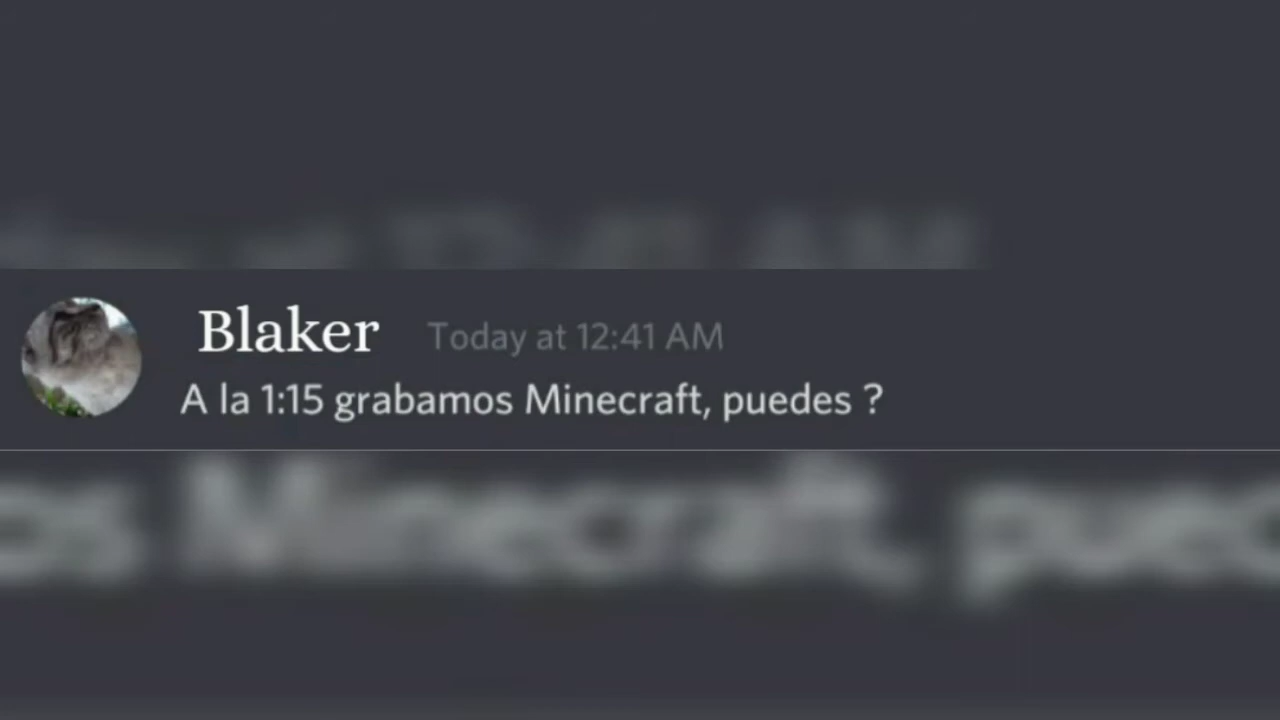 Blaker Today at 12:41 AM
A la 1:15 grabamos Minecraft, puedes ?